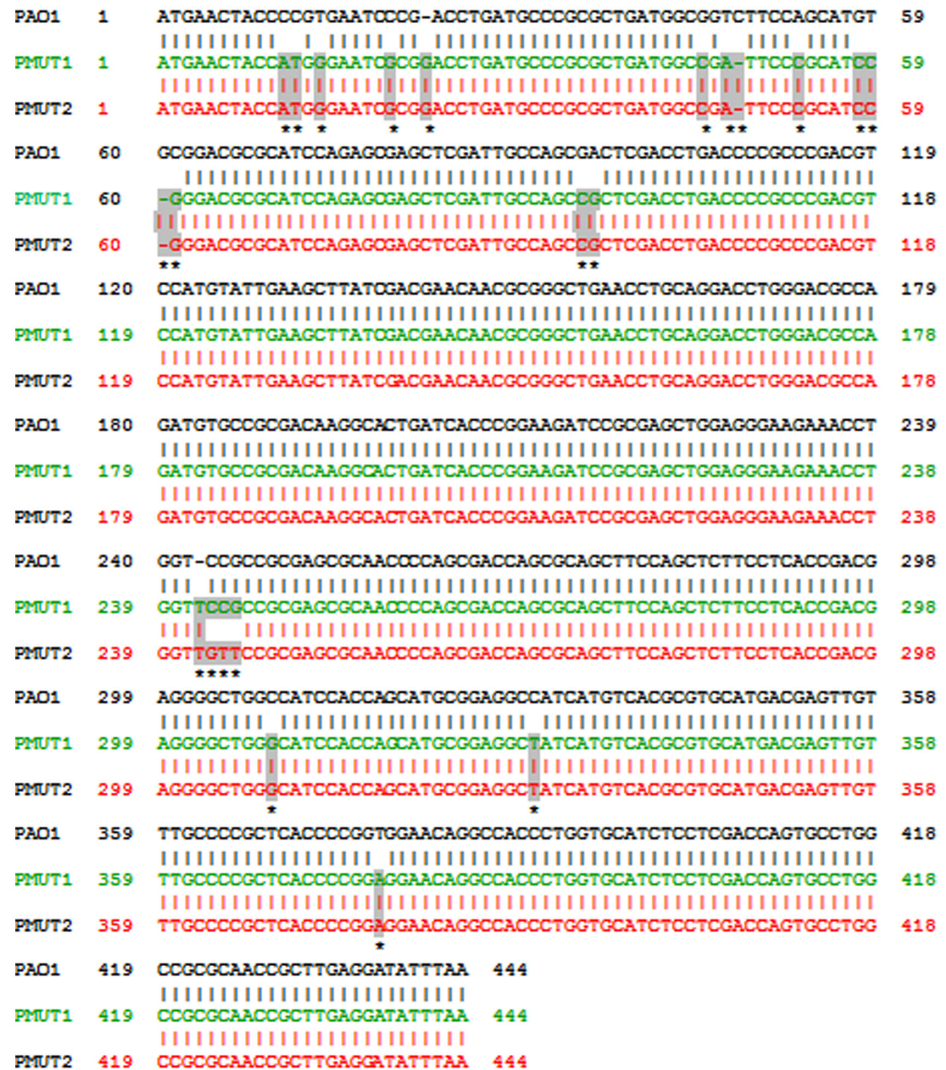 PAO1 1 ATGAACTACCCCGTGAATCCCG-ACCTGATGCCCGCGCTGATGGCGGTCTTCCAGCATGT 59
PMUT1 1 ATGAACTACCATGGGAATCGCGGACCTGATGCCCGCGCTGATGGCCGA-TTCCCGCATCC 59
PMUT2 1 ATGAACTACCATGGGAATCGCGGACCTGATGCCCGCGCTGATGGCCGA-TTCCCGCATCC 59
** * * * * ** * **
PAO1 60 GCGGACGCGCATCCAGAGCGAGCTCGATTGCCAGCGACTCGACCTGACCCCGCCCGACGT 119
PMUT1 60 -GGGACGCGCATCCAGAGCGAGCTCGATTGCCAGCCGCTCGACCTGACCCCGCCCGACGT 118
PMUT2 60 -GGGACGCGCATCCAGAGCGAGCTCGATTGCCAGCCGCTCGACCTGACCCCGCCCGACGT 118
** **
PAO1 120 CCATGTATTGAAGCTTATCGACGAACAACGCGGGCTGAACCTGCAGGACCTGGGACGCCA 179
PMUT1 119 CCATGTATTGAAGCTTATCGACGAACAACGCGGGCTGAACCTGCAGGACCTGGGACGCCA 178
PMUT2 119 CCATGTATTGAAGCTTATCGACGAACAACGCGGGCTGAACCTGCAGGACCTGGGACGCCA 178
PAO1 180 GATGTGCCGCGACAAGGCACTGATCACCCGGAAGATCCGCGAGCTGGAGGGAAGAAACCT 239
PMUT1 179 GATGTGCCGCGACAAGGCACTGATCACCCGGAAGATCCGCGAGCTGGAGGGAAGAAACCT 238
PMUT2 179 GATGTGCCGCGACAAGGCACTGATCACCCGGAAGATCCGCGAGCTGGAGGGAAGAAACCT 238
PAO1 240 GGT-CCGCCGCGAGCGCAACCCCAGCGACCAGCGCAGCTTCCAGCTCTTCCTCACCGACG 298
PMUT1 239 GGTTCCGCCGCGAGCGCAACCCCAGCGACCAGCGCAGCTTCCAGCTCTTCCTCACCGACG 298
PMUT2 239 GGTTGTTCCGCGAGCGCAACCCCAGCGACCAGCGCAGCTTCCAGCTCTTCCTCACCGACG 298
****
PAO1 299 AGGGGCTGGCCATCCACCAGCATGCGGAGGCCATCATGTCACGCGTGCATGACGAGTTGT 358
PMUT1 299 AGGGGCTGGGCATCCACCAGCATGCGGAGGCTATCATGTCACGCGTGCATGACGAGTTGT 358
PMUT2 299 AGGGGCTGGGCATCCACCAGCATGCGGAGGCTATCATGTCACGCGTGCATGACGAGTTGT 358
* *
PAO1 359 TTGCCCCGCTCACCCCGGTGGAACAGGCCACCCTGGTGCATCTCCTCGACCAGTGCCTGG 418
PMUT1 359 TTGCCCCGCTCACCCCGGAGGAACAGGCCACCCTGGTGCATCTCCTCGACCAGTGCCTGG 418
PMUT2 359 TTGCCCCGCTCACCCCGGAGGAACAGGCCACCCTGGTGCATCTCCTCGACCAGTGCCTGG 418
*
PAO1 419 CCGCGCAACCGCTTGAGGATATTTAA 444
PMUT1 419 CCGCGCAACCGCTTGAGGATATTTAA 444
PMUT2 419 CCGCGCAACCGCTTGAGGATATTTAA 444